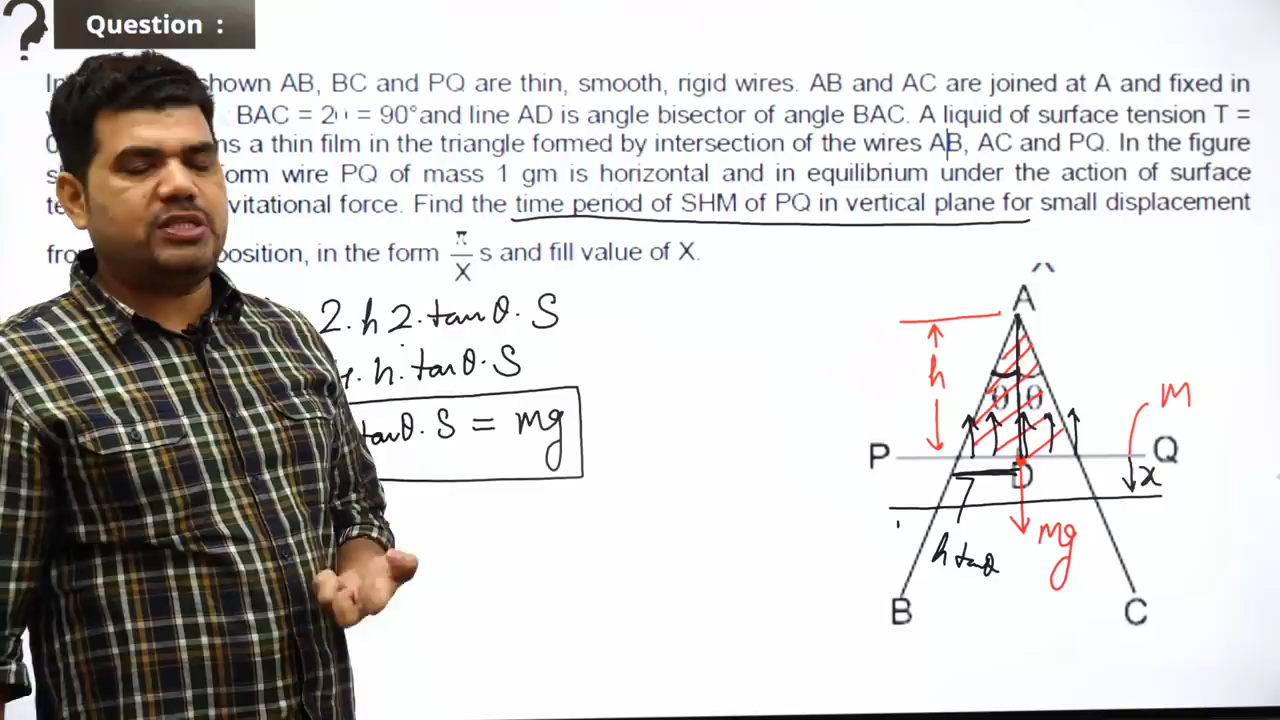 Question :
shown AB, BC and PQ are thin, smooth, rigid wires. AB and AC are joined at A and fixed in
BAC = 2 = 90° and line AD is angle bisector of angle BAC. A liquid of surface tension T =
a thin film in the triangle formed by intersection of the wires AB, AC and PQ. In the figure
wire PQ of mass 1 gm is horizontal and in equilibrium under the action of surface
force. Find the time period of SHM of PQ in vertical plane for small displacement
in the form π/X s and fill value of X.
2.h2.tanθ.S
.h.tanθ.S
tanθ.S = mg
A
h
θ θ
M
P
Q
D
x
mg
h tanθ
B
C